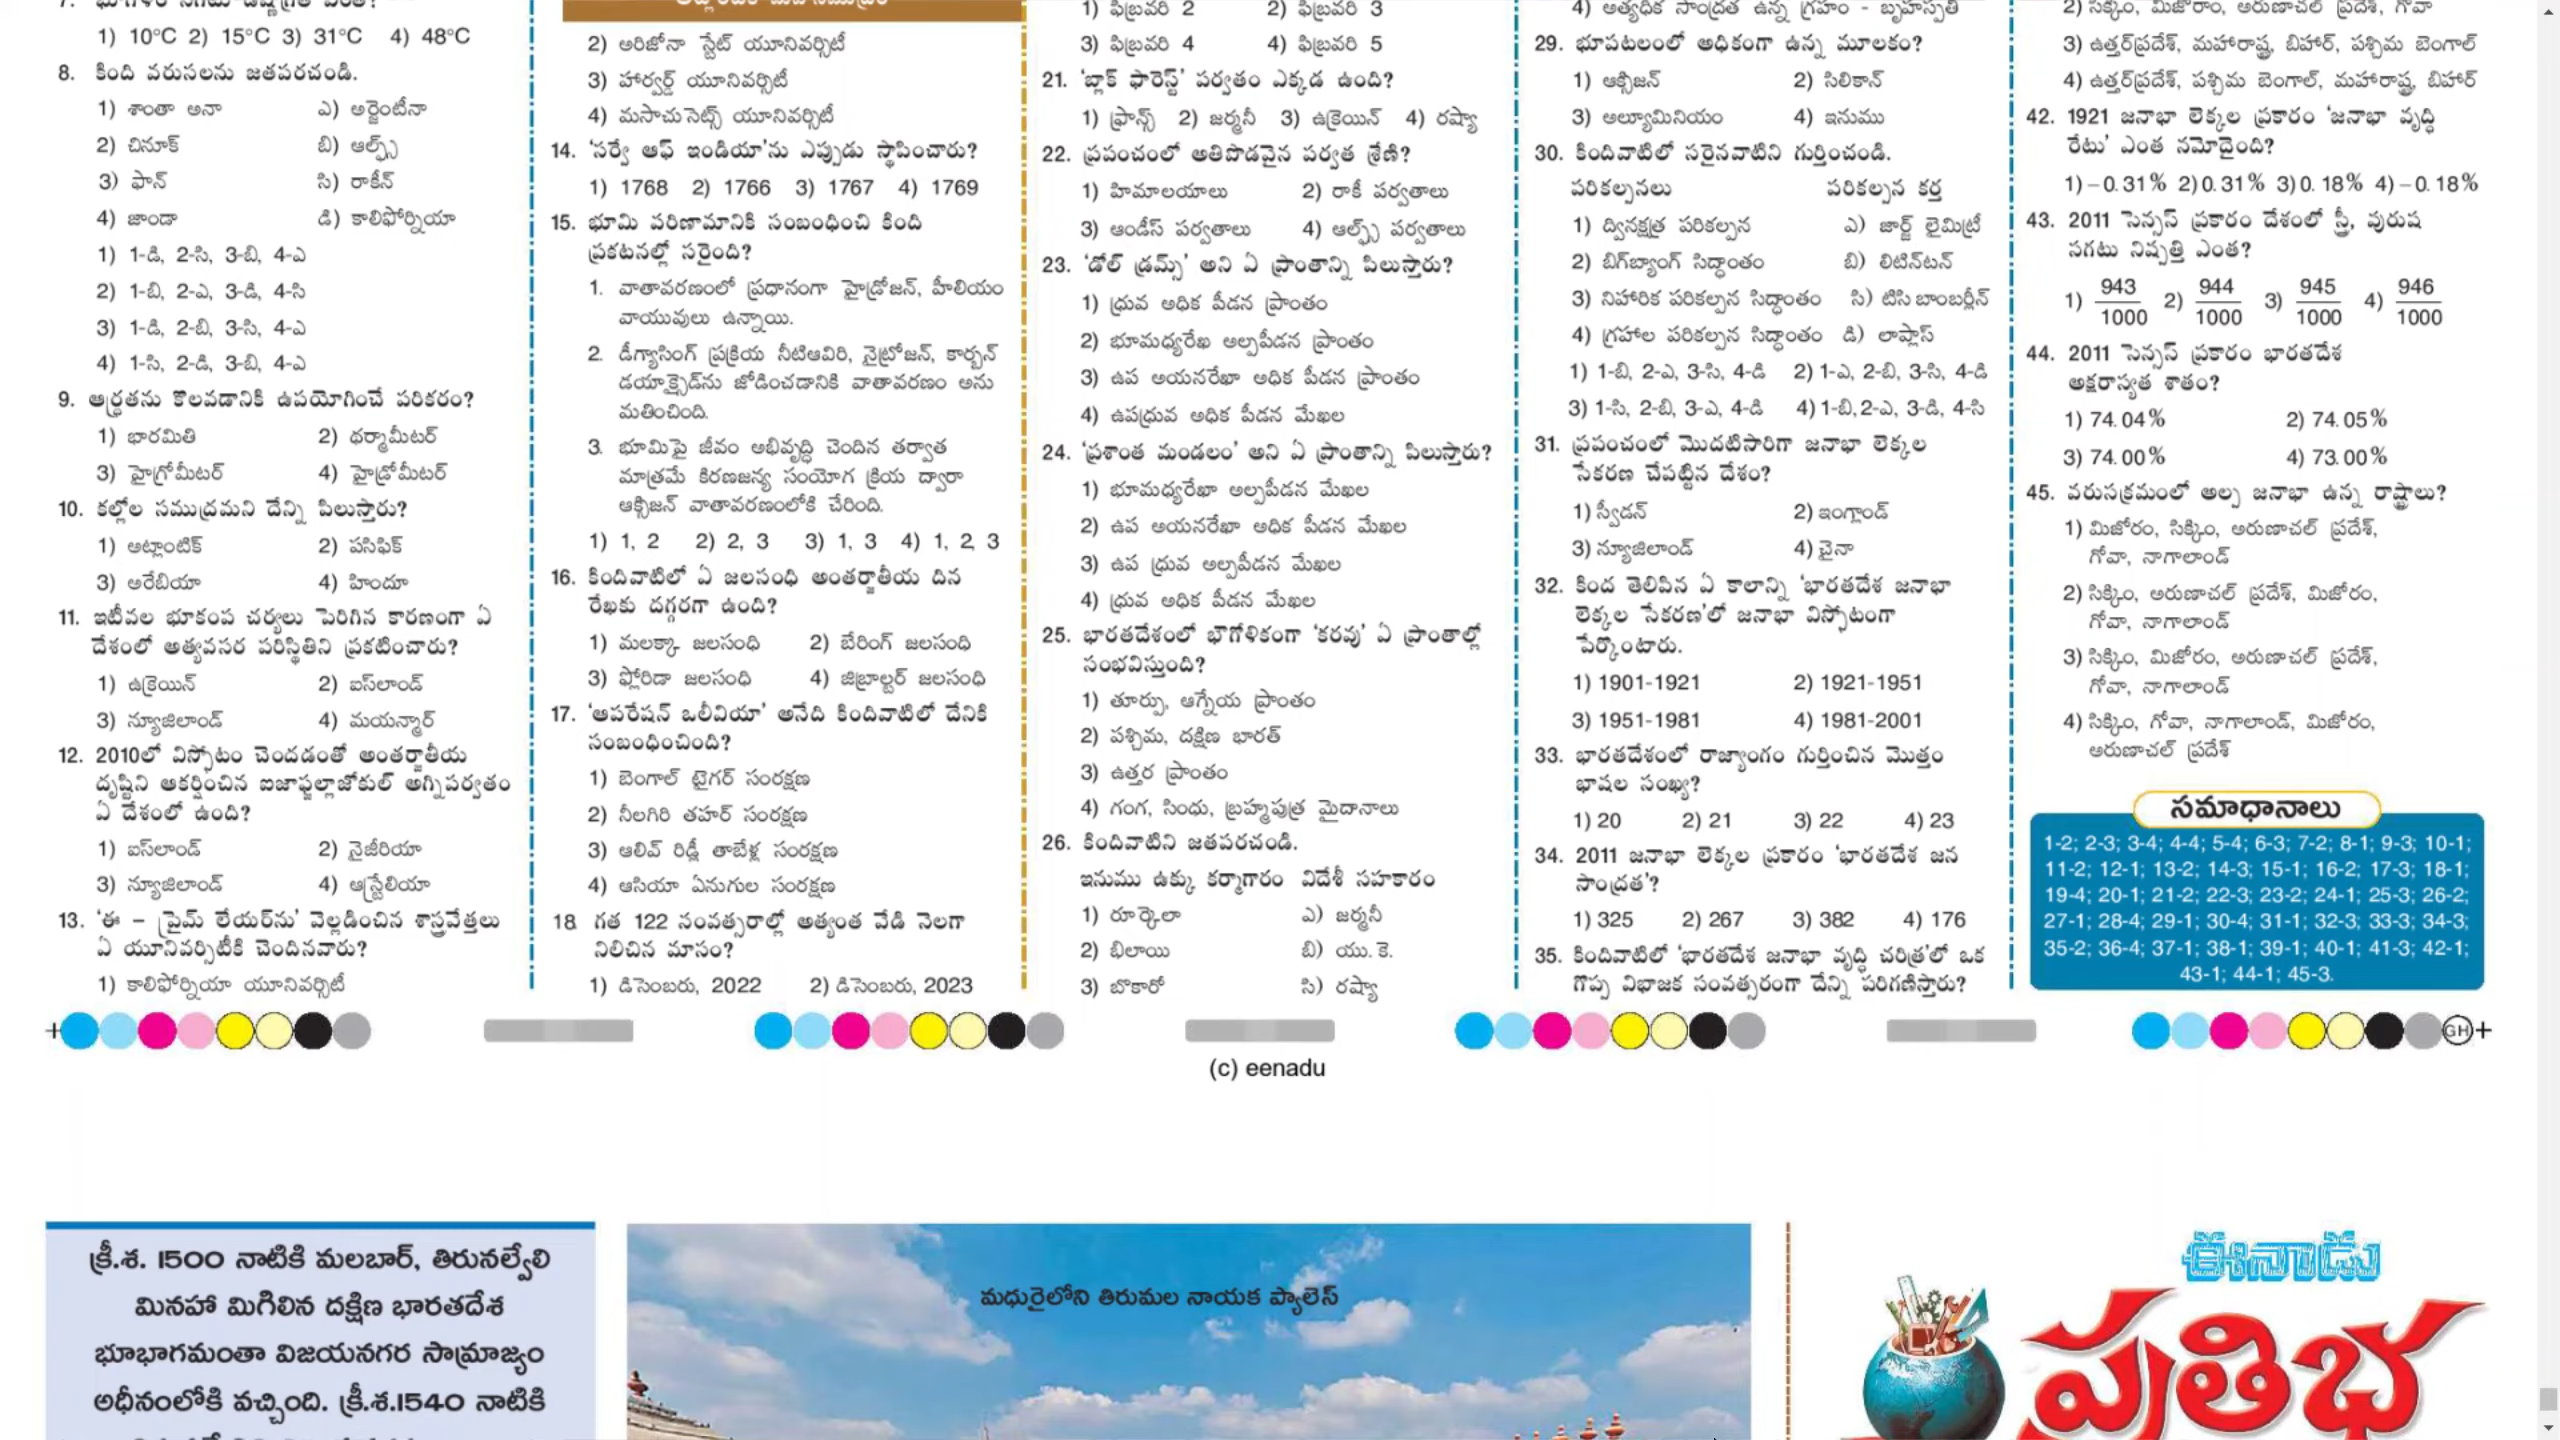 1) 10°C 2) 15°C 3) 31°C 4) 48°C
8. కింది వరుసలను జతపరచండి.
1) శాంతా అనా ఎ) అర్జెంటీనా
2) చినూక్ బి) ఆల్ప్స్
3) ఫాన్ సి) రాకీస్
4) జొండా డి) కాలిఫోర్నియా
1) 1-డి, 2-సి, 3-బి, 4-ఎ
2) 1-బి, 2-ఎ, 3-డి, 4-సి
3) 1-డి, 2-బి, 3-సి, 4-ఎ
4) 1-సి, 2-డి, 3-బి, 4-ఎ
9. ఆర్ద్రతను కొలవడానికి ఉపయోగించే పరికరం?
1) భారమితి 2) థర్మామీటర్
3) హైగ్రోమీటర్ 4) హైడ్రోమీటర్
10. కల్లోల సముద్రమని దేన్ని పిలుస్తారు?
1) అట్లాంటిక్ 2) పసిఫిక్
3) అరేబియా 4) హిందూ
11. ఇటీవల భూకంప చర్యలు పెరిగిన కారణంగా ఏ
దేశంలో అత్యవసర పరిస్థితిని ప్రకటించారు?
1) ఉక్రెయిన్ 2) ఐస్‌లాండ్
3) న్యూజిలాండ్ 4) మయన్మార్
12. 2010లో విస్ఫోటం చెందడంతో అంతర్జాతీయ
దృష్టిని ఆకర్షించిన ఐజాఫ్జల్లాజోకుల్ అగ్నిపర్వతం
ఏ దేశంలో ఉంది?
1) ఐస్‌లాండ్ 2) నైజీరియా
3) న్యూజిలాండ్ 4) ఆస్ట్రేలియా
13. ‘ఈ – ప్రైమ్ లేయర్‌ను’ వెల్లడించిన శాస్త్రవేత్తలు
ఏ యూనివర్సిటీకి చెందినవారు?
1) కాలిఫోర్నియా యూనివర్సిటీ
2) అరిజోనా స్టేట్ యూనివర్సిటీ
3) హార్వర్డ్ యూనివర్సిటీ
4) మసాచుసెట్స్ యూనివర్సిటీ
14. ‘సర్వే ఆఫ్ ఇండియా’ను ఎప్పుడు స్థాపించారు?
1) 1768 2) 1766 3) 1767 4) 1769
15. భూమి పరిణామానికి సంబంధించి కింది
ప్రకటనల్లో సరైంది?
1. వాతావరణంలో ప్రధానంగా హైడ్రోజన్, హీలియం
వాయువులు ఉన్నాయి.
2. డీగ్యాసింగ్ ప్రక్రియ నీటిఆవిరి, నైట్రోజన్, కార్బన్
డయాక్సైడ్‌ను జోడించడానికి వాతావరణం అను
మతించింది.
3. భూమిపై జీవం అభివృద్ధి చెందిన తర్వాత
మాత్రమే కిరణజన్య సంయోగ క్రియ ద్వారా
ఆక్సిజన్ వాతావరణంలోకి చేరింది.
1) 1, 2 2) 2, 3 3) 1, 3 4) 1, 2, 3
16. కిందివాటిలో ఏ జలసంధి అంతర్జాతీయ దిన
రేఖకు దగ్గరగా ఉంది?
1) మలక్కా జలసంధి 2) బేరింగ్ జలసంధి
3) ఫ్లోరిడా జలసంధి 4) జిబ్రాల్టర్ జలసంధి
17. ‘ఆపరేషన్ ఒలీవియా’ అనేది కిందివాటిలో దేనికి
సంబంధించింది?
1) బెంగాల్ టైగర్ సంరక్షణ
2) నీలగిరి తహర్ సంరక్షణ
3) ఆలివ్ రిడ్లీ తాబేళ్ల సంరక్షణ
4) ఆసియా ఏనుగుల సంరక్షణ
18 గత 122 సంవత్సరాల్లో అత్యంత వేడి నెలగా
నిలిచిన మాసం?
1) డిసెంబరు, 2022 2) డిసెంబరు, 2023
1) ఫిబ్రవరి 2 2) ఫిబ్రవరి 3
3) ఫిబ్రవరి 4 4) ఫిబ్రవరి 5
21. ‘బ్లాక్ ఫారెస్ట్’ పర్వతం ఎక్కడ ఉంది?
1) ఫ్రాన్స్ 2) జర్మనీ 3) ఉక్రెయిన్ 4) రష్యా
22. ప్రపంచంలో అతిపొడవైన పర్వత శ్రేణి?
1) హిమాలయాలు 2) రాకీ పర్వతాలు
3) ఆండీస్ పర్వతాలు 4) ఆల్ప్స్ పర్వతాలు
23. ‘డోల్ డ్రమ్స్’ అని ఏ ప్రాంతాన్ని పిలుస్తారు?
1) ధ్రువ అధిక పీడన ప్రాంతం
2) భూమధ్యరేఖ అల్పపీడన ప్రాంతం
3) ఉప అయనరేఖా అధిక పీడన ప్రాంతం
4) ఉపధ్రువ అధిక పీడన మేఖల
24. ‘ప్రశాంత మండలం’ అని ఏ ప్రాంతాన్ని పిలుస్తారు?
1) భూమధ్యరేఖా అల్పపీడన మేఖల
2) ఉప అయనరేఖా అధిక పీడన మేఖల
3) ఉప ధ్రువ అల్పపీడన మేఖల
4) ధ్రువ అధిక పీడన మేఖల
25. భారతదేశంలో భౌగోళికంగా ‘కరవు’ ఏ ప్రాంతాల్లో
సంభవిస్తుంది?
1) తూర్పు, ఆగ్నేయ ప్రాంతం
2) పశ్చిమ, దక్షిణ భారత్
3) ఉత్తర ప్రాంతం
4) గంగ, సింధు, బ్రహ్మపుత్ర మైదానాలు
26. కిందివాటిని జతపరచండి.
ఇనుము ఉక్కు కర్మాగారం విదేశీ సహకారం
1) రూర్కెలా ఎ) జర్మనీ
2) భిలాయి బి) యు. కె.
3) బొకారో సి) రష్యా
4) అత్యధిక సాంద్రత ఉన్న గ్రహం - బృహస్పతి
29. భూపటలంలో అధికంగా ఉన్న మూలకం?
1) ఆక్సిజన్ 2) సిలికాన్
3) అల్యూమినియం 4) ఇనుము
30. కిందివాటిలో సరైనవాటిని గుర్తించండి.
పరికల్పనలు పరికల్పన కర్త
1) ద్వినక్షత్ర పరికల్పన ఎ) జార్జ్ లైమిట్రీ
2) బిగ్‌బ్యాంగ్ సిద్ధాంతం బి) లిటిన్‌టన్
3) నిహారిక పరికల్పన సిద్ధాంతం సి) టిసి బాంబర్లీన్
4) గ్రహాల పరికల్పన సిద్ధాంతం డి) లాప్లాస్
1) 1-బి, 2-ఎ, 3-సి, 4-డి 2) 1-ఎ, 2-బి, 3-సి, 4-డి
3) 1-సి, 2-బి, 3-ఎ, 4-డి 4) 1-బి, 2-ఎ, 3-డి, 4-సి
31. ప్రపంచంలో మొదటిసారిగా జనాభా లెక్కల
సేకరణ చేపట్టిన దేశం?
1) స్వీడన్ 2) ఇంగ్లాండ్
3) న్యూజిలాండ్ 4) చైనా
32. కింద తెలిపిన ఏ కాలాన్ని ‘భారతదేశ జనాభా
లెక్కల సేకరణ’లో జనాభా విస్ఫోటంగా
పేర్కొంటారు.
1) 1901-1921 2) 1921-1951
3) 1951-1981 4) 1981-2001
33. భారతదేశంలో రాజ్యాంగం గుర్తించిన మొత్తం
భాషల సంఖ్య?
1) 20 2) 21 3) 22 4) 23
34. 2011 జనాభా లెక్కల ప్రకారం ‘భారతదేశ జన
సాంద్రత’?
1) 325 2) 267 3) 382 4) 176
35. కిందివాటిలో ‘భారతదేశ జనాభా వృద్ధి చరిత్ర’లో ఒక
గొప్ప విభాజక సంవత్సరంగా దేన్ని పరిగణిస్తారు?
2) సిక్కిం, మిజోరాం, అరుణాచల్ ప్రదేశ్, గోవా
3) ఉత్తర్‌ప్రదేశ్, మహారాష్ట్ర, బిహార్, పశ్చిమ బెంగాల్
4) ఉత్తర్‌ప్రదేశ్, పశ్చిమ బెంగాల్, మహారాష్ట్ర, బిహార్
42. 1921 జనాభా లెక్కల ప్రకారం ‘జనాభా వృద్ధి
రేటు’ ఎంత నమోదైంది?
1) – 0.31% 2) 0.31% 3) 0.18% 4) – 0.18%
43. 2011 సెన్సస్ ప్రకారం దేశంలో స్త్రీ, పురుష
సగటు నిష్పత్తి ఎంత?
1) 943/1000 2) 944/1000 3) 945/1000 4) 946/1000
44. 2011 సెన్సస్ ప్రకారం భారతదేశ
అక్షరాస్యత శాతం?
1) 74.04% 2) 74.05%
3) 74.00% 4) 73.00%
45. వరుసక్రమంలో అల్ప జనాభా ఉన్న రాష్ట్రాలు?
1) మిజోరం, సిక్కిం, అరుణాచల్ ప్రదేశ్,
గోవా, నాగాలాండ్
2) సిక్కిం, అరుణాచల్ ప్రదేశ్, మిజోరం,
గోవా, నాగాలాండ్
3) సిక్కిం, మిజోరం, అరుణాచల్ ప్రదేశ్,
గోవా, నాగాలాండ్
4) సిక్కిం, గోవా, నాగాలాండ్, మిజోరం,
అరుణాచల్ ప్రదేశ్
సమాధానాలు
1-2; 2-3; 3-4; 4-4; 5-4; 6-3; 7-2; 8-1; 9-3; 10-1;
11-2; 12-1; 13-2; 14-3; 15-1; 16-2; 17-3; 18-1;
19-4; 20-1; 21-2; 22-3; 23-2; 24-1; 25-3; 26-2;
27-1; 28-4; 29-1; 30-4; 31-1; 32-3; 33-3; 34-3;
35-2; 36-4; 37-1; 38-1; 39-1; 40-1; 41-3; 42-1;
43-1; 44-1; 45-3.
GH
(c) eenadu
క్రీ.శ. 1500 నాటికి మలబార్, తిరునల్వేలి
మినహా మిగిలిన దక్షిణ భారతదేశ
భూభాగమంతా విజయనగర సామ్రాజ్యం
అధీనంలోకి వచ్చింది. క్రీ.శ.1540 నాటికి
మధురైలోని తిరుమల నాయక ప్యాలెస్
ఈనాడు
ప్రతిభ